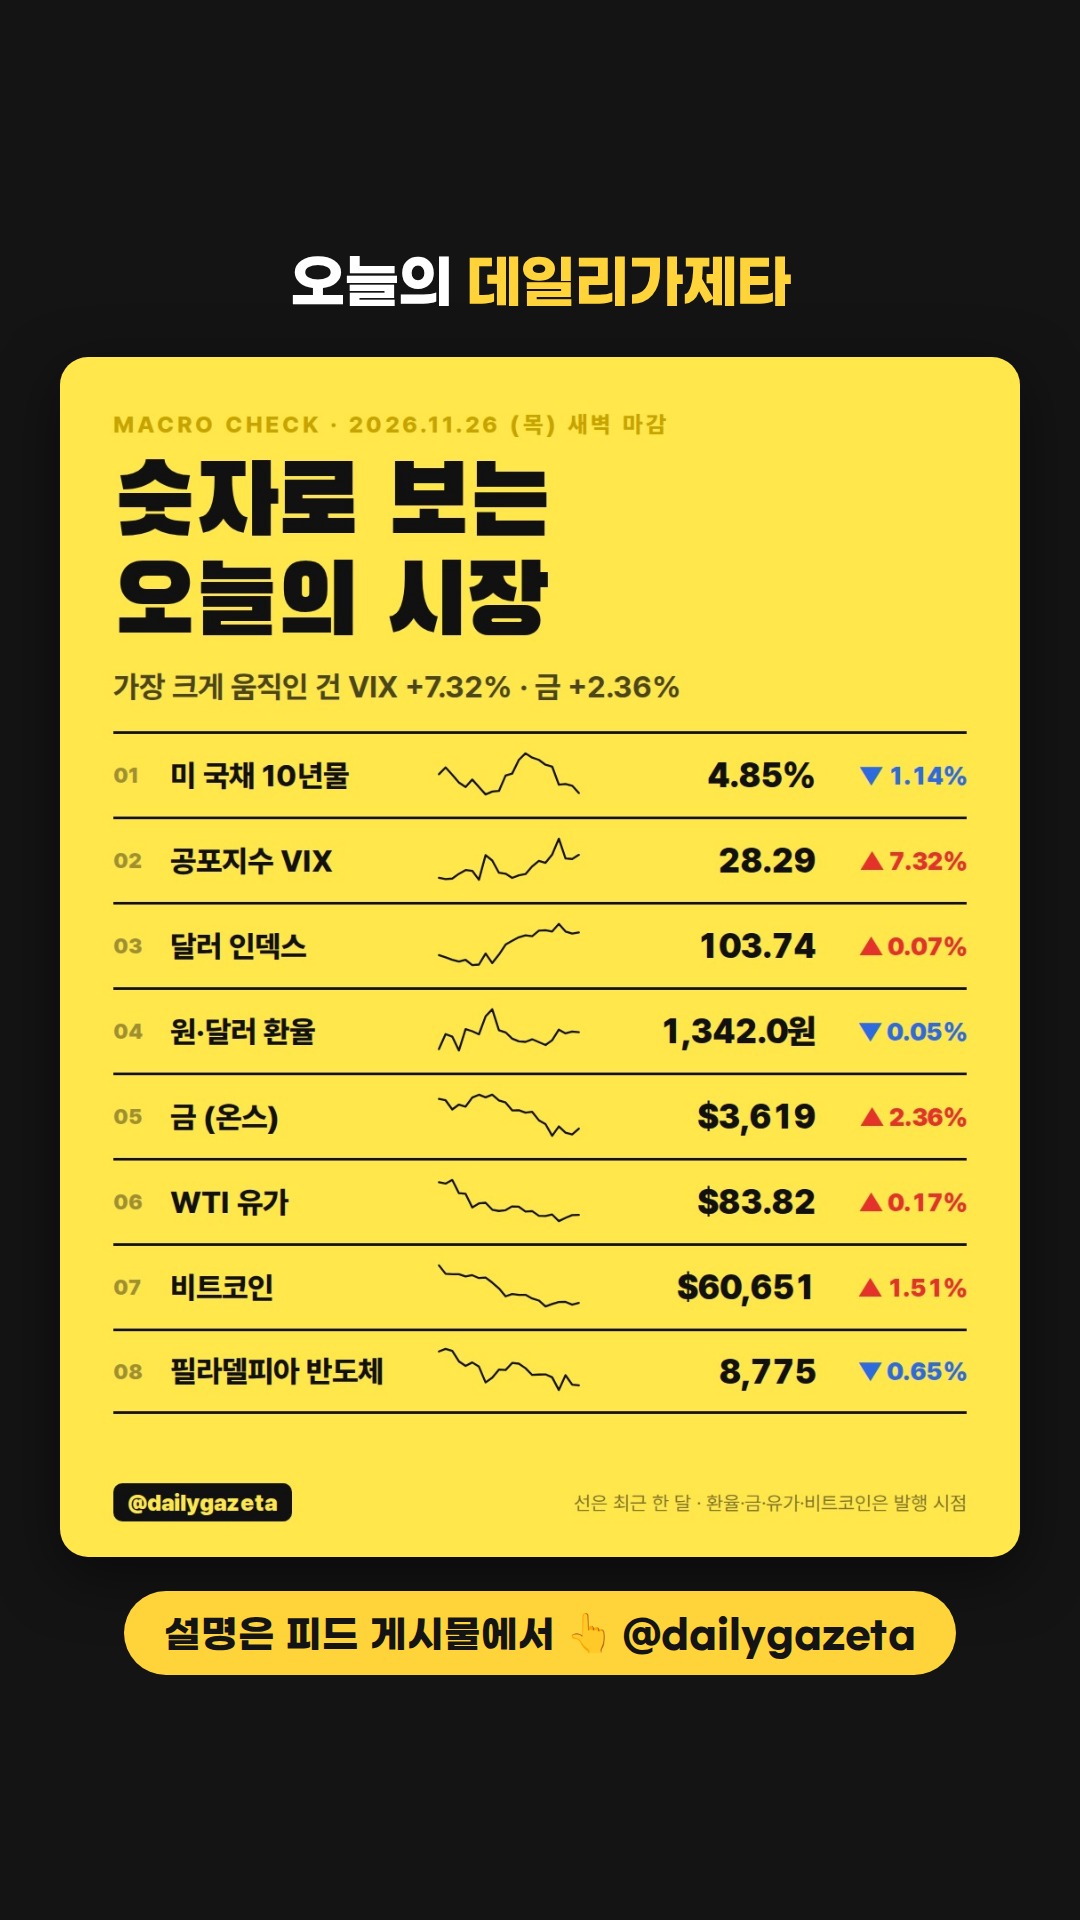 오늘의 데일리가제타
MACRO CHECK · 2026.11.26 (목) 새벽 마감
숫자로 보는
오늘의 시장
가장 크게 움직인 건 VIX +7.32% · 금 +2.36%
01 미 국채 10년물 4.85% ▼ 1.14%
02 공포지수 VIX 28.29 ▲ 7.32%
03 달러 인덱스 103.74 ▲ 0.07%
04 원·달러 환율 1,342.0원 ▼ 0.05%
05 금 (온스) $3,619 ▲ 2.36%
06 WTI 유가 $83.82 ▲ 0.17%
07 비트코인 $60,651 ▲ 1.51%
08 필라델피아 반도체 8,775 ▼ 0.65%
@dailygazeta 선은 최근 한 달 · 환율·금·유가·비트코인은 발행 시점
설명은 피드 게시물에서 👆 @dailygazeta